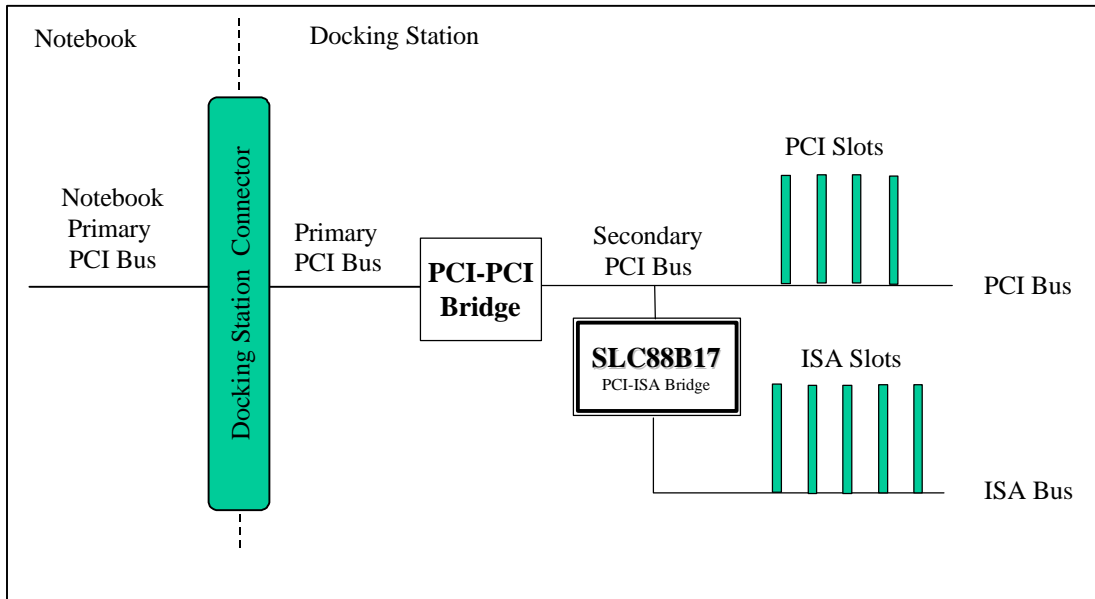 Notebook
Docking Station
Docking Station Connector
Notebook
Primary
PCI Bus
Primary
PCI Bus
PCI-PCI
Bridge
Secondary
PCI Bus
PCI Slots
PCI Bus
SLC88B17
PCI-ISA Bridge
ISA Slots
ISA Bus